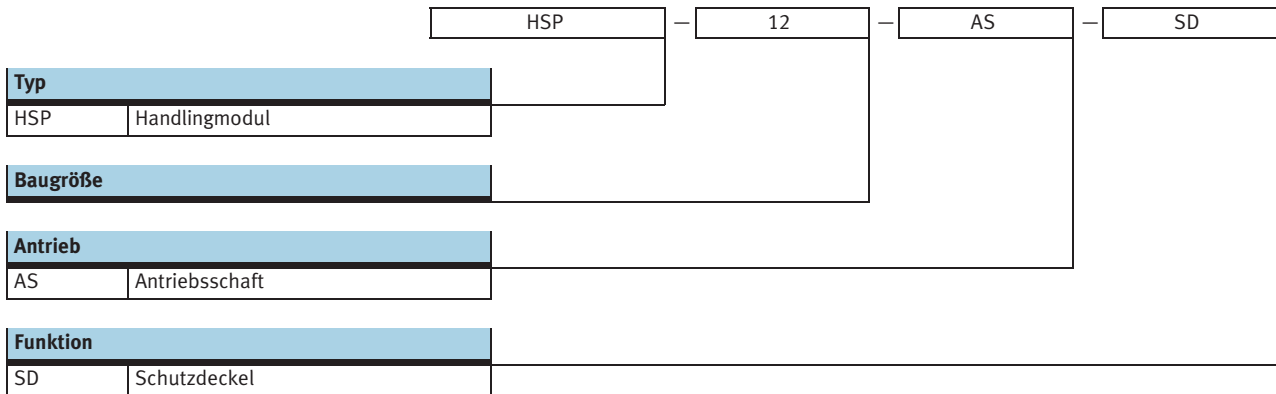 HSP — 12 — AS — SD
Typ
HSP Handlingmodul
Baugröße
Antrieb
AS Antriebsschaft
Funktion
SD Schutzdeckel